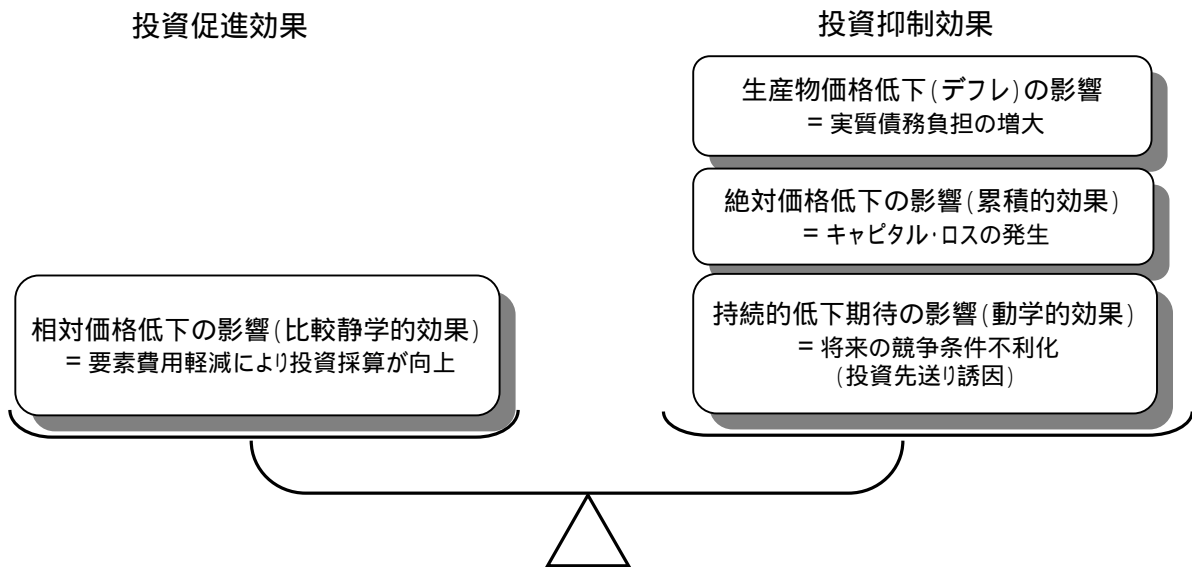 投資促進効果
投資抑制効果
生産物価格低下(デフレ)の影響
= 実質債務負担の増大
絶対価格低下の影響(累積的効果)
= キャピタル・ロスの発生
相対価格低下の影響(比較静学的効果)
= 要素費用軽減により投資採算が向上
持続的低下期待の影響(動学的効果)
= 将来の競争条件不利化
(投資先送り誘因)